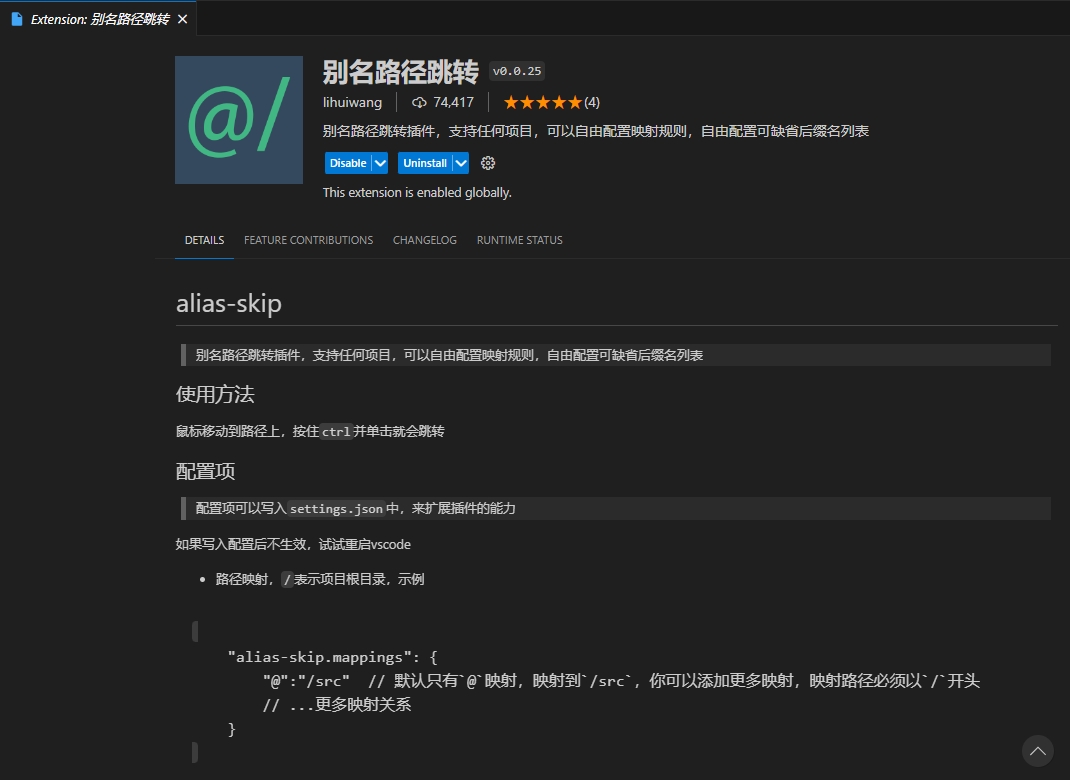 Extension: 别名路径跳转
@/
别名路径跳转 v0.0.25
lihuiwang 74,417 (4)
别名路径跳转插件，支持任何项目，可以自由配置映射规则，自由配置可缺省后缀名列表
Disable Uninstall
This extension is enabled globally.
DETAILS FEATURE CONTRIBUTIONS CHANGELOG RUNTIME STATUS
alias-skip
别名路径跳转插件，支持任何项目，可以自由配置映射规则，自由配置可缺省后缀名列表
使用方法
鼠标移动到路径上，按住ctrl并单击就会跳转
配置项
配置项可以写入settings.json中，来扩展插件的能力
如果写入配置后不生效，试试重启vscode
• 路径映射，/表示项目根目录，示例
"alias-skip.mappings": {
"@":"/src" // 默认只有`@`映射，映射到`/src`，你可以添加更多映射，映射路径必须以`/`开头
// ...更多映射关系
}